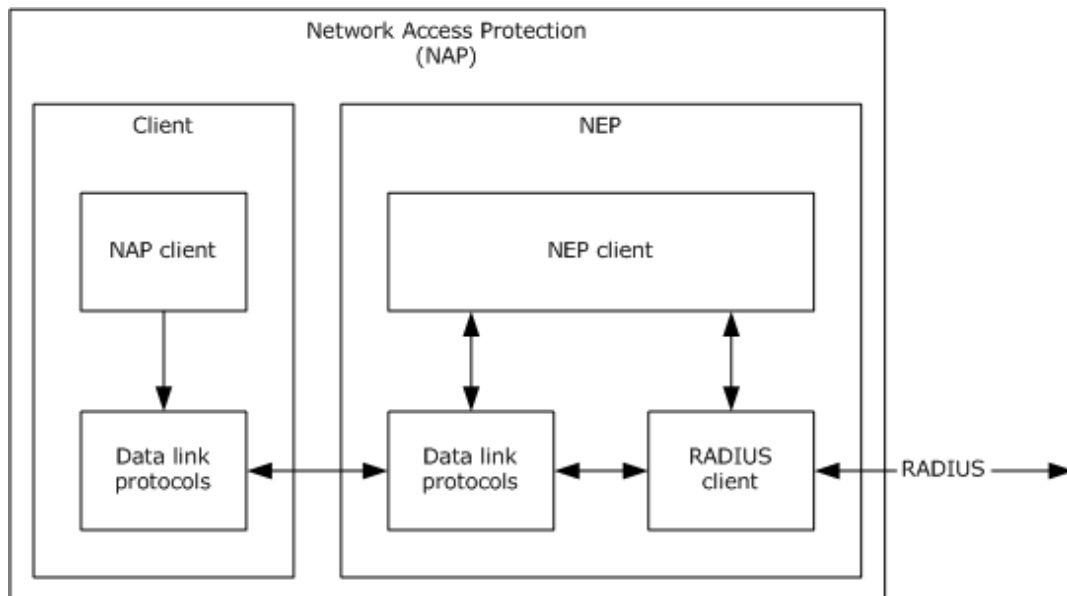 Network Access Protection
(NAP)
Client
NEP
NAP client
NEP client
Data link
protocols
Data link
protocols
RADIUS
client
RADIUS